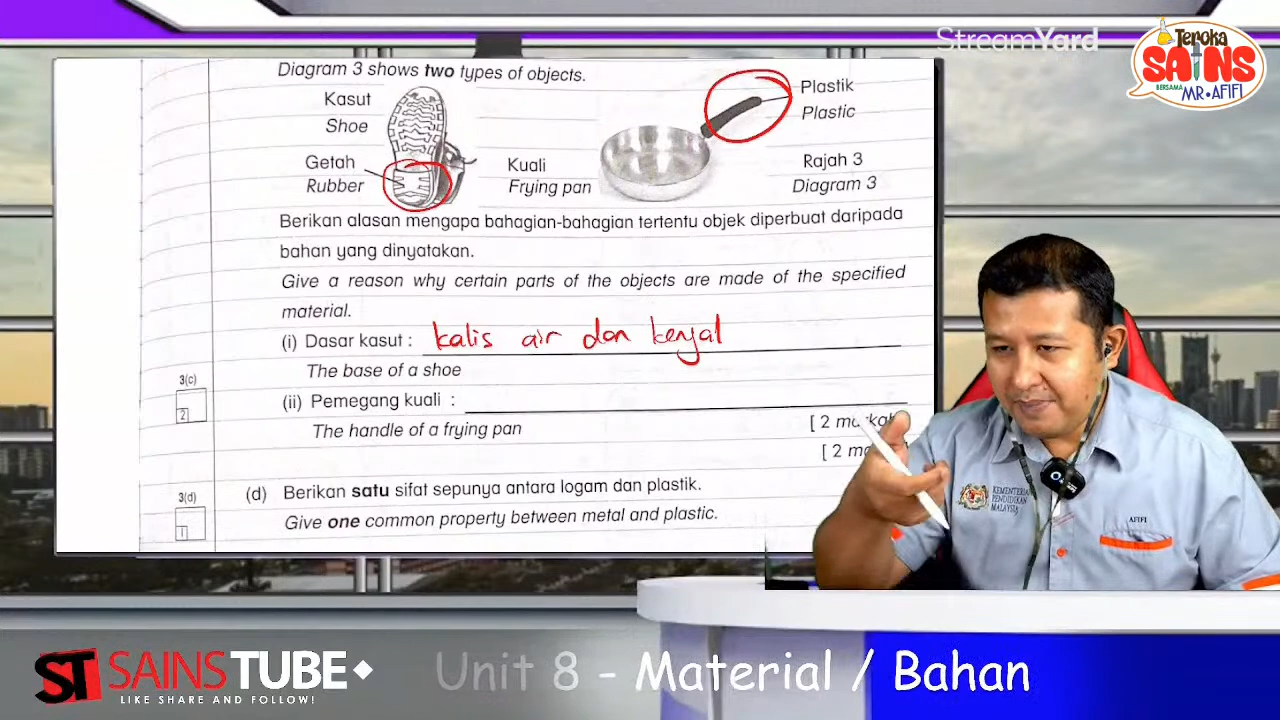 StreamYard
Teroka
SAINS
BERSAMA
MR. AFIFI
Diagram 3 shows two types of objects.
Kasut
Shoe
Getah
Rubber
Kuali
Frying pan
Plastik
Plastic
Rajah 3
Diagram 3
Berikan alasan mengapa bahagian-bahagian tertentu objek diperbuat daripada
bahan yang dinyatakan.
Give a reason why certain parts of the objects are made of the specified
material.
(i) Dasar kasut : kalis air dan kenyal
The base of a shoe
3(c)
2
(ii) Pemegang kuali :
The handle of a frying pan
[ 2
[ 2
3(d)
1
(d) Berikan satu sifat sepunya antara logam dan plastik.
Give one common property between metal and plastic.
KEMENTERIAN
PENDIDIKAN
MALAYSIA
AFIFI
ST SAINSTUBE
LIKE SHARE AND FOLLOW!
Unit 8 - Material / Bahan